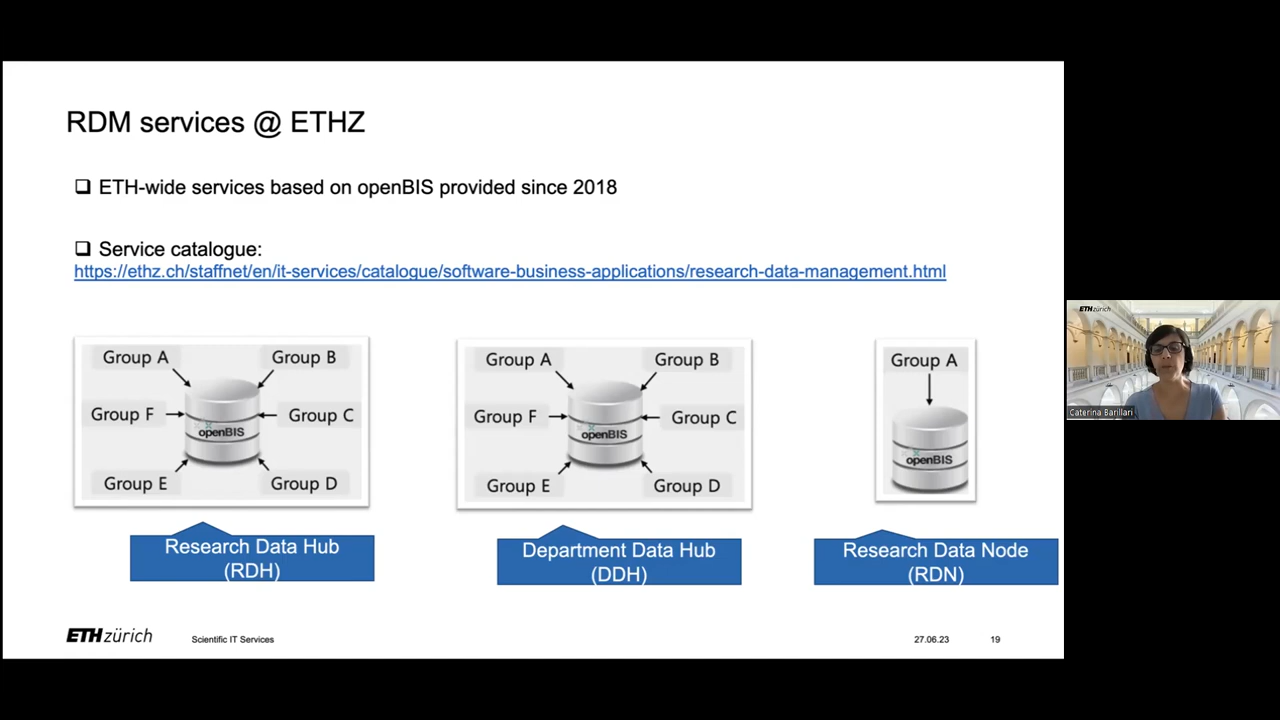 RDM services @ ETHZ
ETH-wide services based on openBIS provided since 2018
Service catalogue:
https://ethz.ch/staffnet/en/it-services/catalogue/software-business-applications/research-data-management.html
Group A
Group B
Group F
Group C
openBIS
Group E
Group D
Research Data Hub
(RDH)
Group A
Group B
Group F
Group C
openBIS
Group E
Group D
Department Data Hub
(DDH)
Group A
openBIS
Research Data Node
(RDN)
ETH zürich
Scientific IT Services
27.06.23
19
ETH zürich
Caterina Barillari